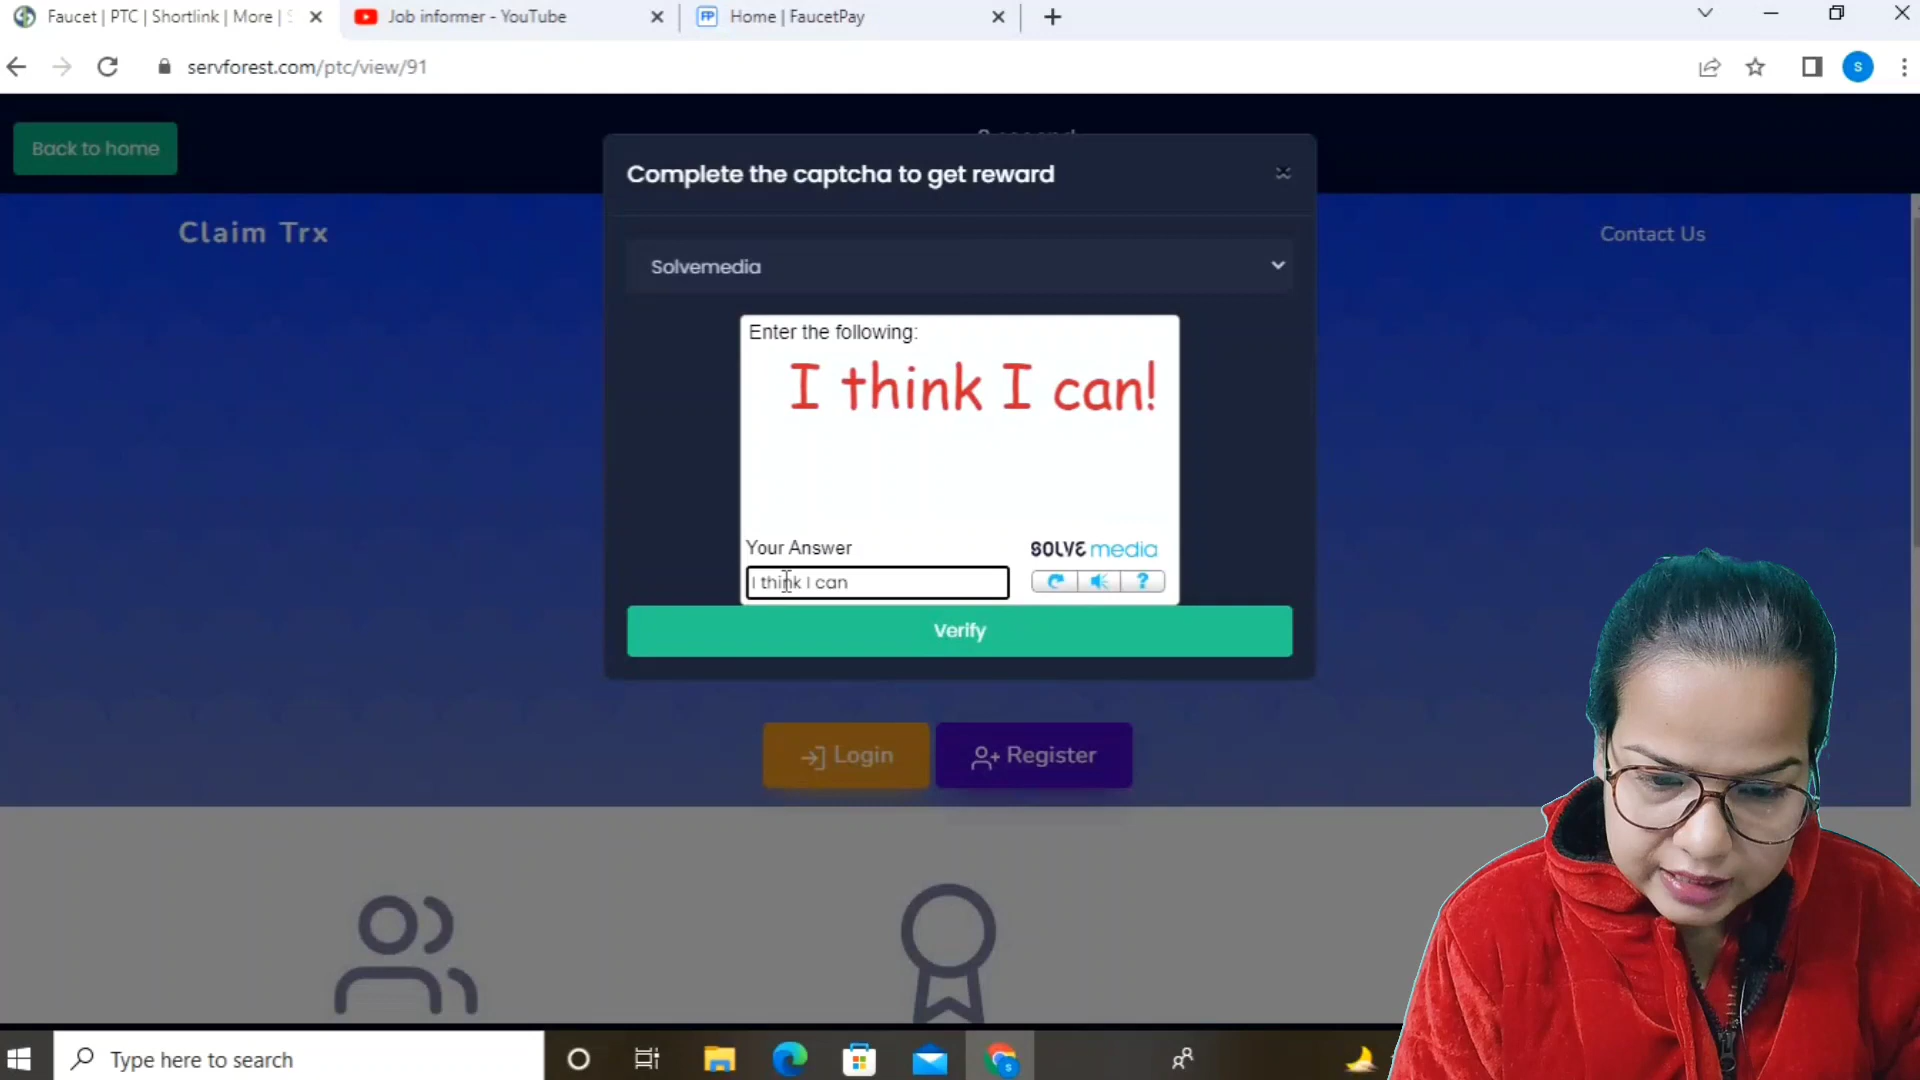 Faucet | PTC | Shortlink | More |
Job informer - YouTube
FP
Home | FaucetPay
servforest.com/ptc/view/91
S
Back to home
Complete the captcha to get reward
Claim Trx
Contact Us
Solvemedia
Enter the following:
I think I can!
Your Answer
SOLVE media
I think I can
?
Verify
Login
Register
Type here to search